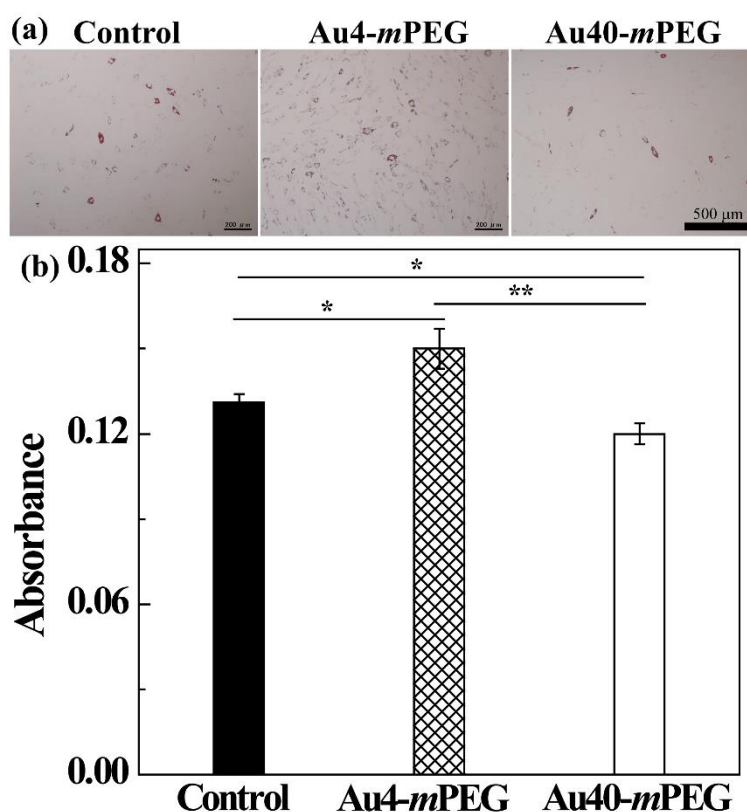 (a) Control Au4-mPEG Au40-mPEG
200 μm 200 μm 500 μm
(b) 0.18
*
* **
0.12
Absorbance
0.06
0.00
Control Au4-mPEG Au40-mPEG